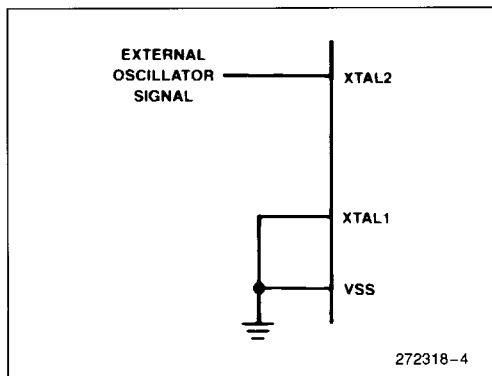 EXTERNAL
OSCILLATOR
SIGNAL
XTAL2
XTAL1
VSS
272318–4